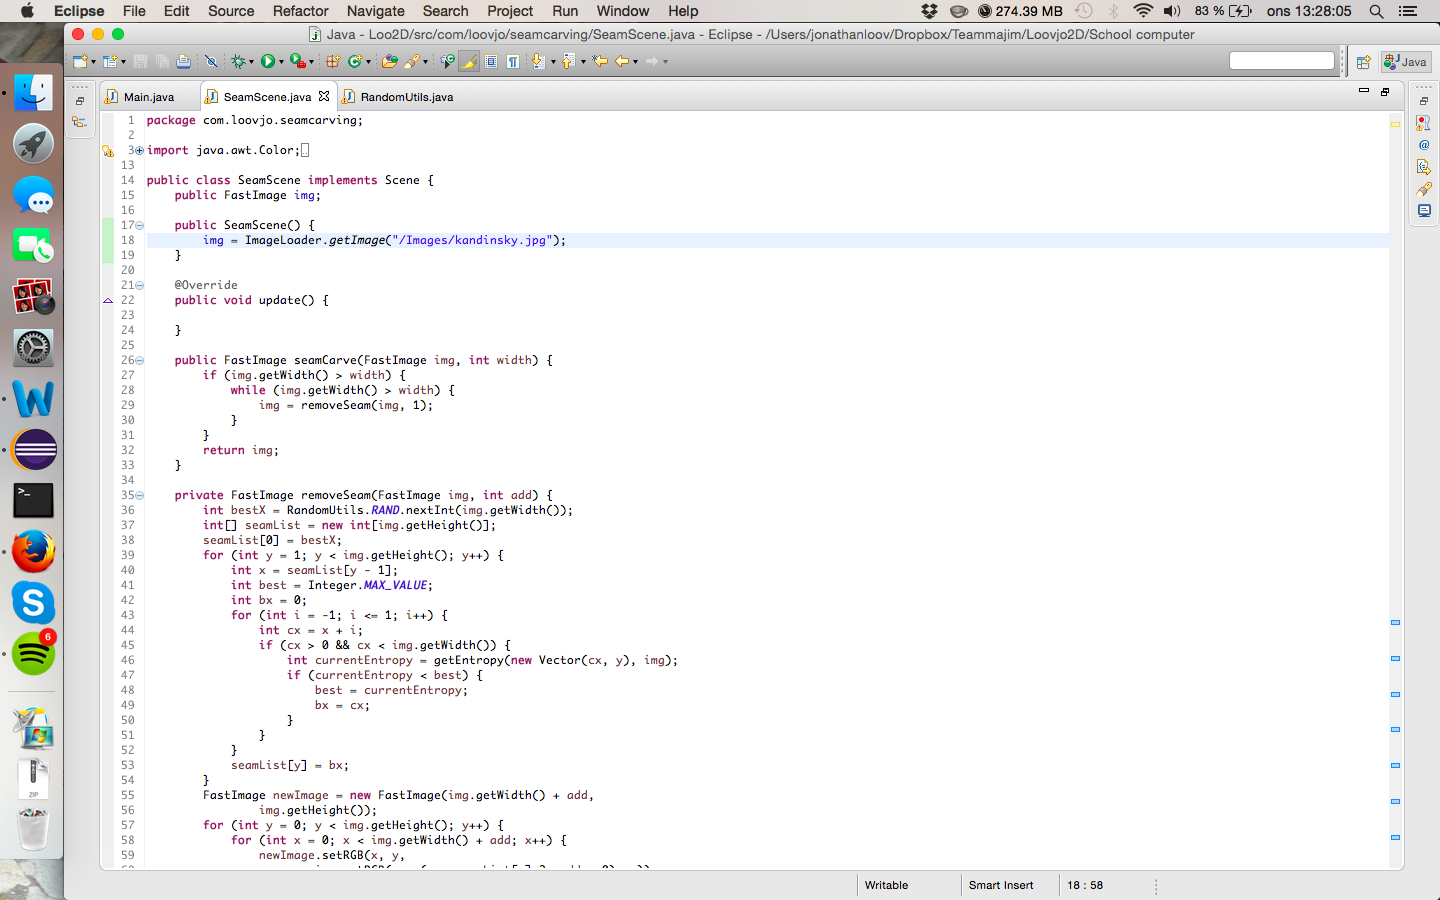 Eclipse File Edit Source Refactor Navigate Search Project Run Window Help 274.39 MB 83 % ons 13:28:05
Java - Loo2D/src/com/loovjo/seamcarving/SeamScene.java - Eclipse - /Users/jonathanloov/Dropbox/Teammajim/Loovjo2D/School computer
Java
Main.java SeamScene.java RandomUtils.java
1 package com.loovjo.seamcarving;
2
3 import java.awt.Color;
13
14 public class SeamScene implements Scene {
15 public FastImage img;
16
17 public SeamScene() {
18 img = ImageLoader.getImage("/Images/kandinsky.jpg");
19 }
20
21 @Override
22 public void update() {
23
24 }
25
26 public FastImage seamCarve(FastImage img, int width) {
27 if (img.getWidth() > width) {
28 while (img.getWidth() > width) {
29 img = removeSeam(img, 1);
30 }
31 }
32 return img;
33 }
34
35 private FastImage removeSeam(FastImage img, int add) {
36 int bestX = RandomUtils.RAND.nextInt(img.getWidth());
37 int[] seamList = new int[img.getHeight()];
38 seamList[0] = bestX;
39 for (int y = 1; y < img.getHeight(); y++) {
40 int x = seamList[y - 1];
41 int best = Integer.MAX_VALUE;
42 int bx = 0;
43 for (int i = -1; i <= 1; i++) {
44 int cx = x + i;
45 if (cx > 0 && cx < img.getWidth()) {
46 int currentEntropy = getEntropy(new Vector(cx, y), img);
47 if (currentEntropy < best) {
48 best = currentEntropy;
49 bx = cx;
50 }
51 }
52 }
53 seamList[y] = bx;
54 }
55 FastImage newImage = new FastImage(img.getWidth() + add,
56 img.getHeight());
57 for (int y = 0; y < img.getHeight(); y++) {
58 for (int x = 0; x < img.getWidth() + add; x++) {
59 newImage.setRGB(x, y,
Writable Smart Insert 18 : 58
6
ZIP